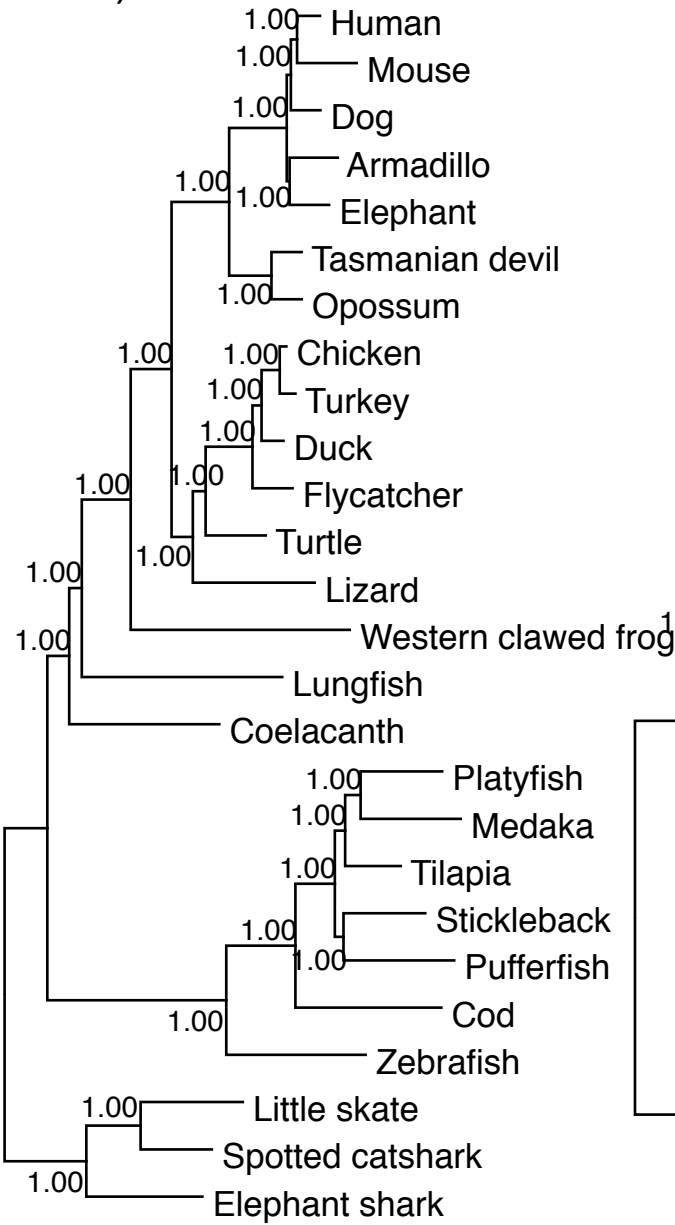 1.00 Human
1.00 Mouse
1.00 Dog
Armadillo
1.00 1.00 Elephant
Tasmanian devil
1.00 Opossum
1.00 1.00 Chicken
1.00 Turkey
1.00 Duck
1.00 1.00 Flycatcher
1.00 Turtle
1.00 Lizard
1.00 Western clawed frog 1
Lungfish
Coelacanth
1.00 Platyfish
1.00 Medaka
1.00 Tilapia
1.00 Stickleback
1.00 Pufferfish
1.00 Cod
Zebrafish
1.00 Little skate
Spotted catshark
1.00 Elephant shark